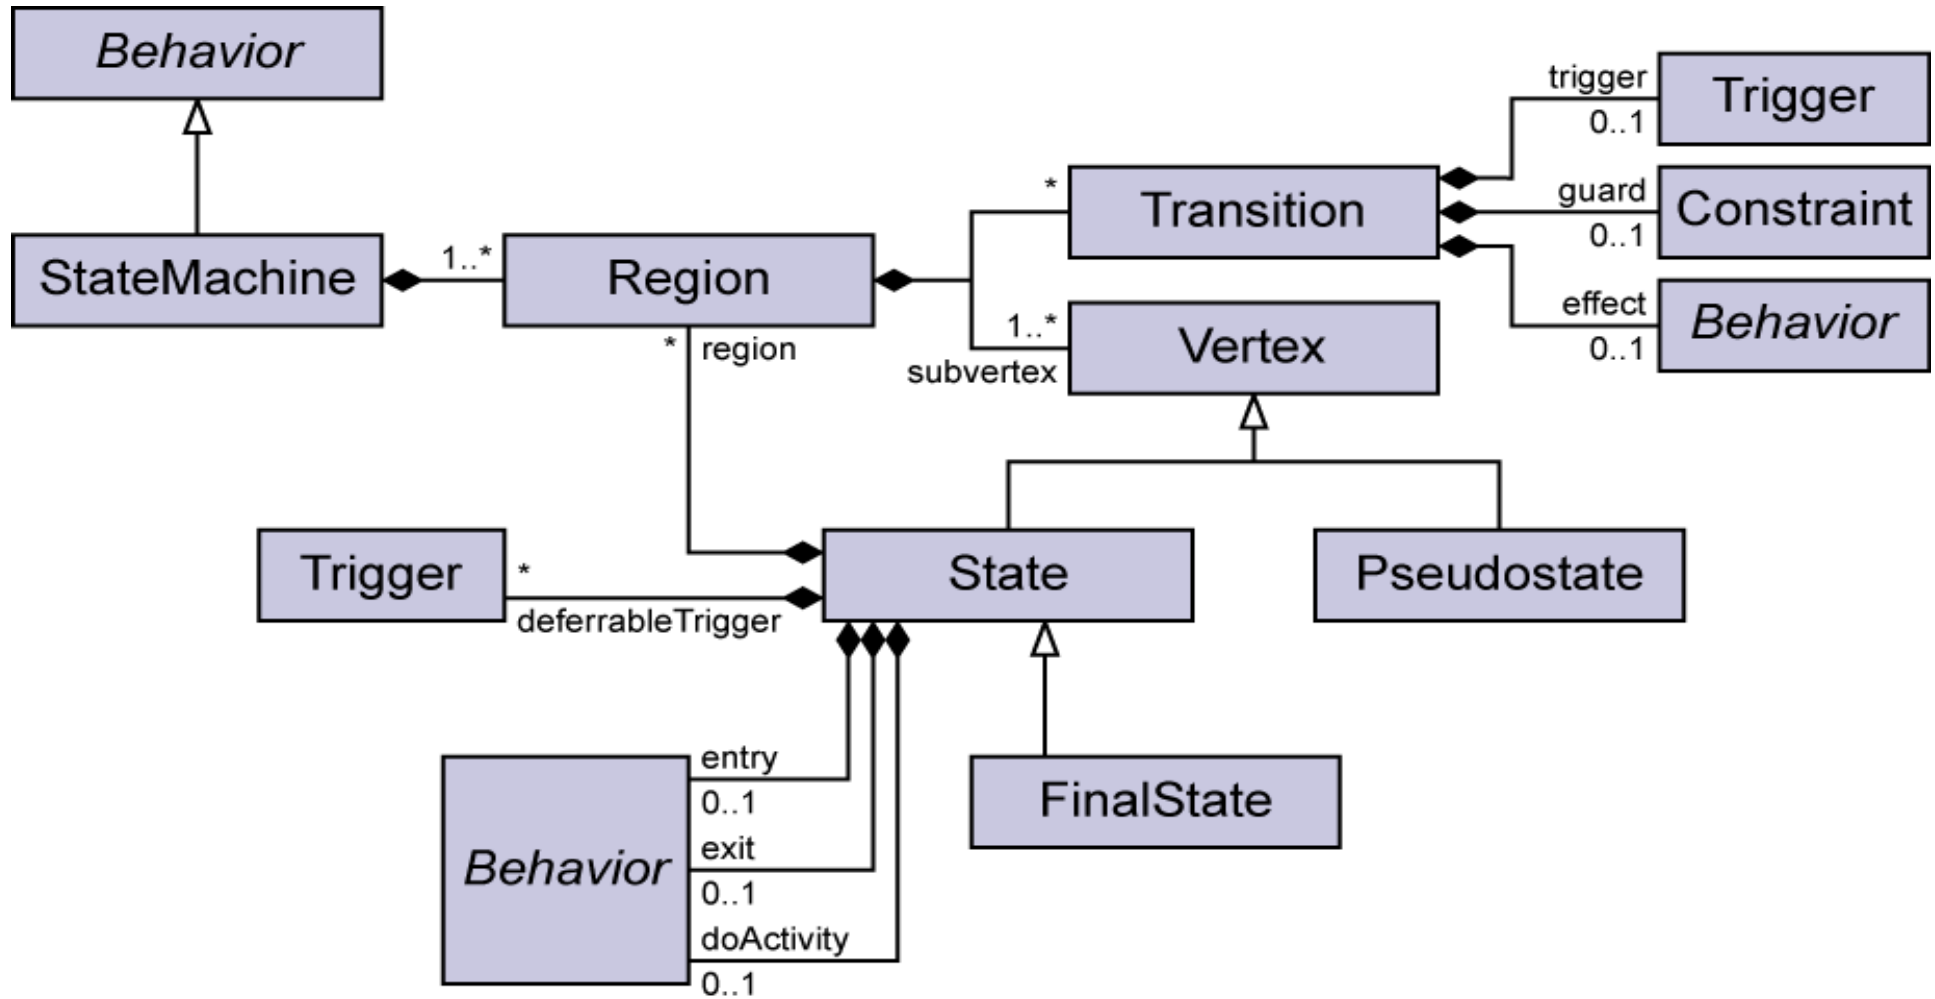 Behavior
trigger
Trigger
0..1
*
Transition
guard
Constraint
0..1
StateMachine
1..*
Region
effect
Behavior
0..1
1..*
Vertex
subvertex
*
region
Trigger
*
deferrableTrigger
State
Pseudostate
entry
0..1
exit
0..1
doActivity
0..1
Behavior
FinalState